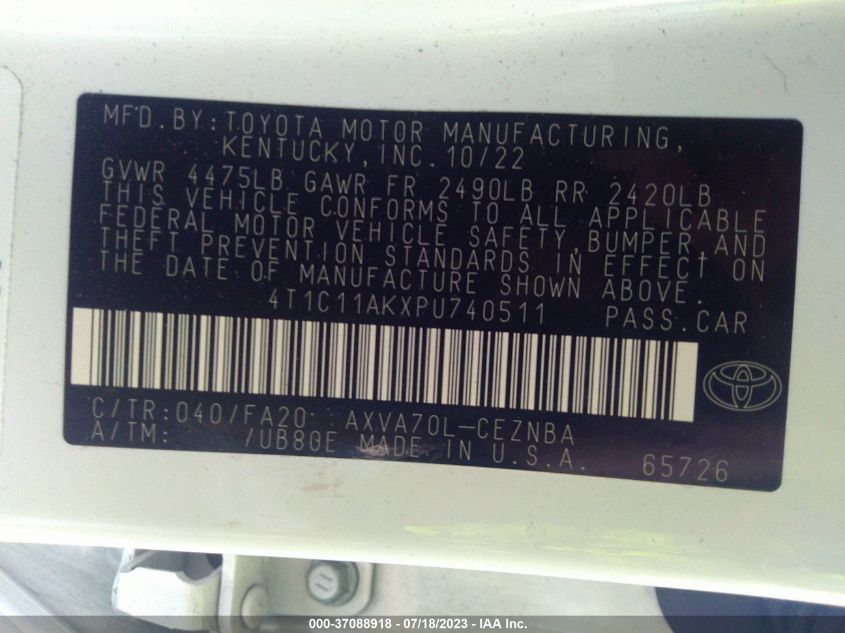 MFD.BY:TOYOTA MOTOR MANUFACTURING,
KENTUCKY,INC.10/22
GVWR 4475LB GAWR FR 2490LB RR 2420LB
THIS VEHICLE CONFORMS TO ALL APPLICABLE
FEDERAL MOTOR VEHICLE SAFETY,BUMPER,AND
THEFT PREVENTION STANDARDS IN EFFECT ON
THE DATE OF MANUFACTURE SHOWN ABOVE.
4T1C11AKXPU740511 PASS.CAR
C/TR:040/FA20 AXVA70L-CEZNBA
A/TM: /UB80E MADE IN U.S.A. 65726
000-37088918 - 07/18/2023 - IAA Inc.